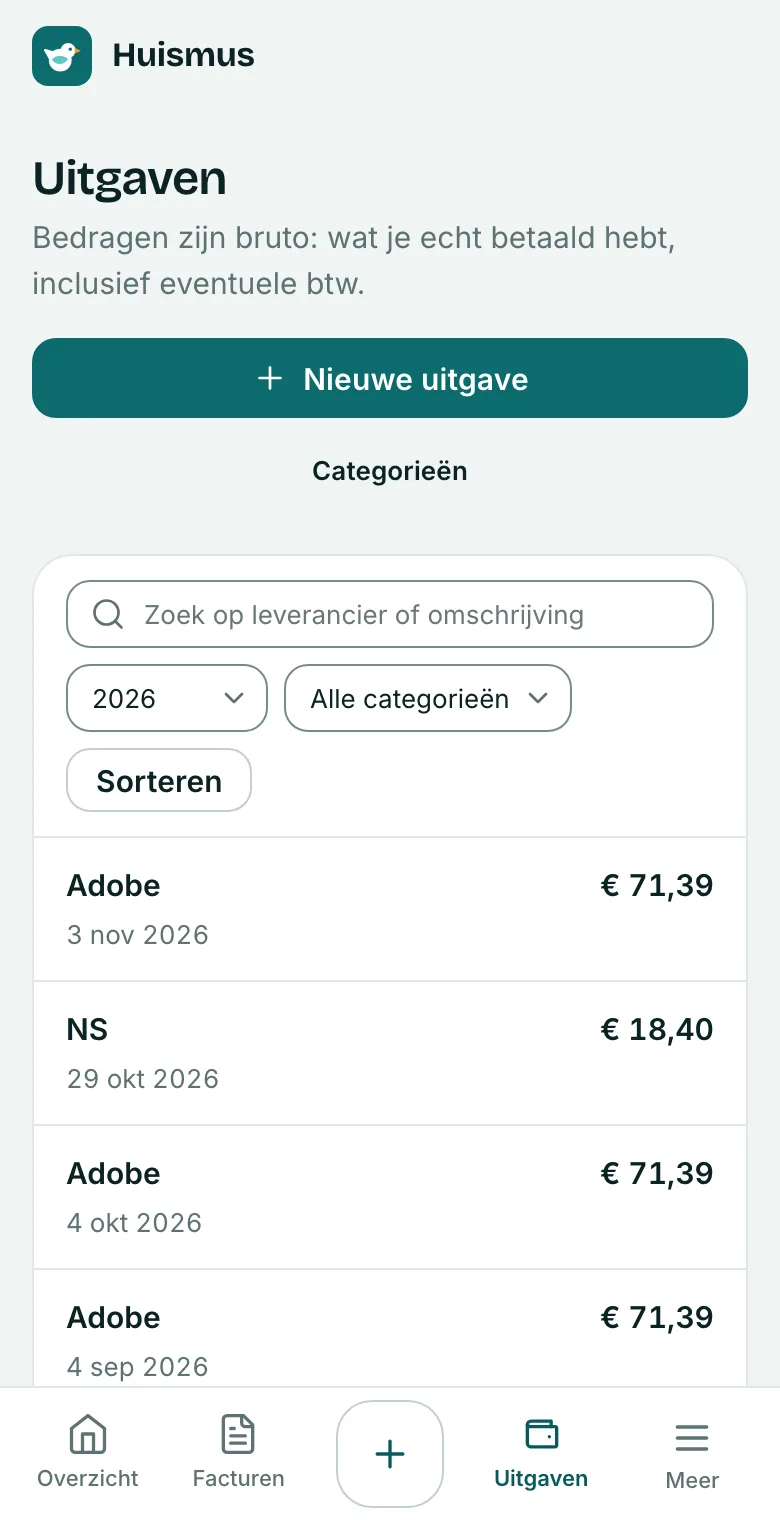 Huismus
Uitgaven
Bedragen zijn bruto: wat je echt betaald hebt,
inclusief eventuele btw.
Nieuwe uitgave
Categorieën
Zoek op leverancier of omschrijving
2026
Alle categorieën
Sorteren
Adobe
€ 71,39
3 nov 2026
NS
€ 18,40
29 okt 2026
Adobe
€ 71,39
4 okt 2026
Adobe
€ 71,39
4 sep 2026
Overzicht
Facturen
Uitgaven
Meer